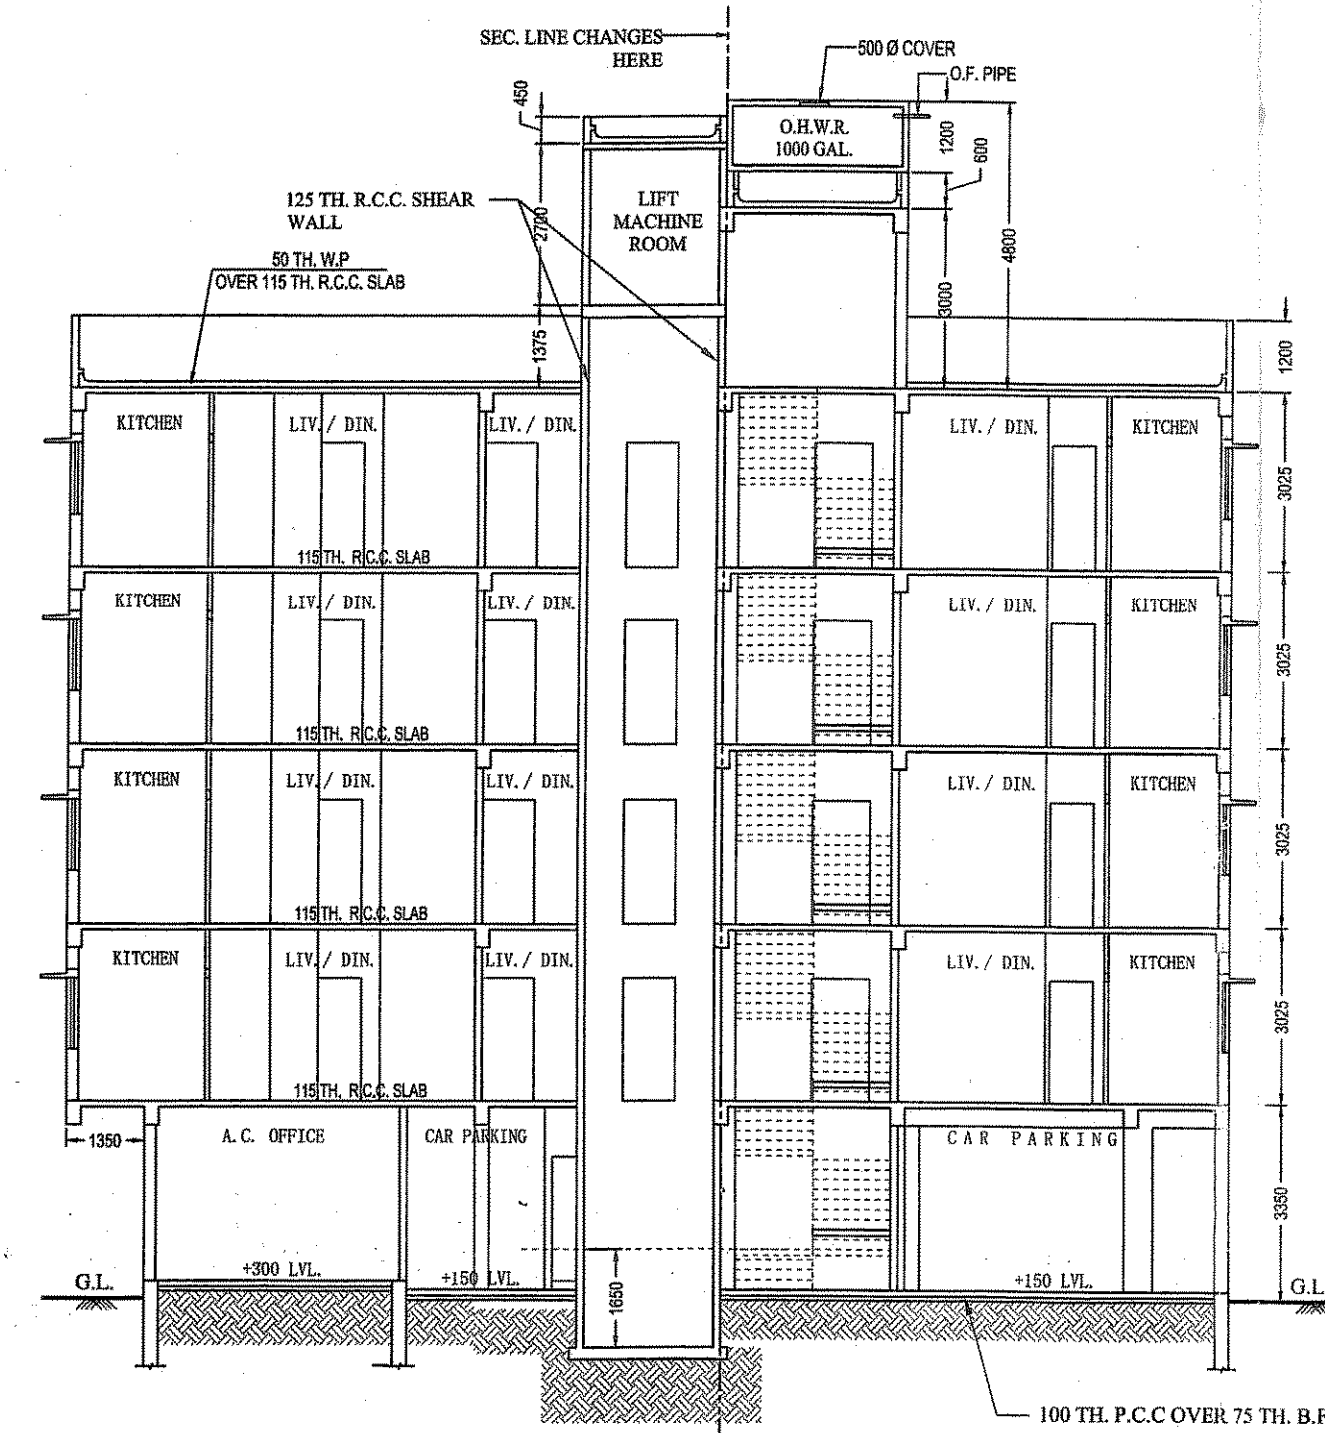 SEC. LINE CHANGES
HERE
500 Ø COVER
O.F. PIPE
450
O.H.W.R.
1000 GAL.
1200
600
125 TH. R.C.C. SHEAR
WALL
LIFT
MACHINE
ROOM
2700
4800
50 TH. W.P
OVER 115 TH. R.C.C. SLAB
3000
1375
1200
KITCHEN LIV. / DIN. LIV. / DIN. LIV. / DIN. KITCHEN
3025
115 TH. R.C.C. SLAB
KITCHEN LIV. / DIN. LIV. / DIN. LIV. / DIN. KITCHEN
3025
115 TH. R.C.C. SLAB
KITCHEN LIV. / DIN. LIV. / DIN. LIV. / DIN. KITCHEN
3025
115 TH. R.C.C. SLAB
KITCHEN LIV. / DIN. LIV. / DIN. LIV. / DIN. KITCHEN
3025
115 TH. R.C.C. SLAB
1350
A.C. OFFICE CAR PARKING CAR PARKING
3350
+300 LVL. +150 LVL. +150 LVL.
G.L. G.L
1650
100 TH. P.C.C OVER 75 TH. B.F